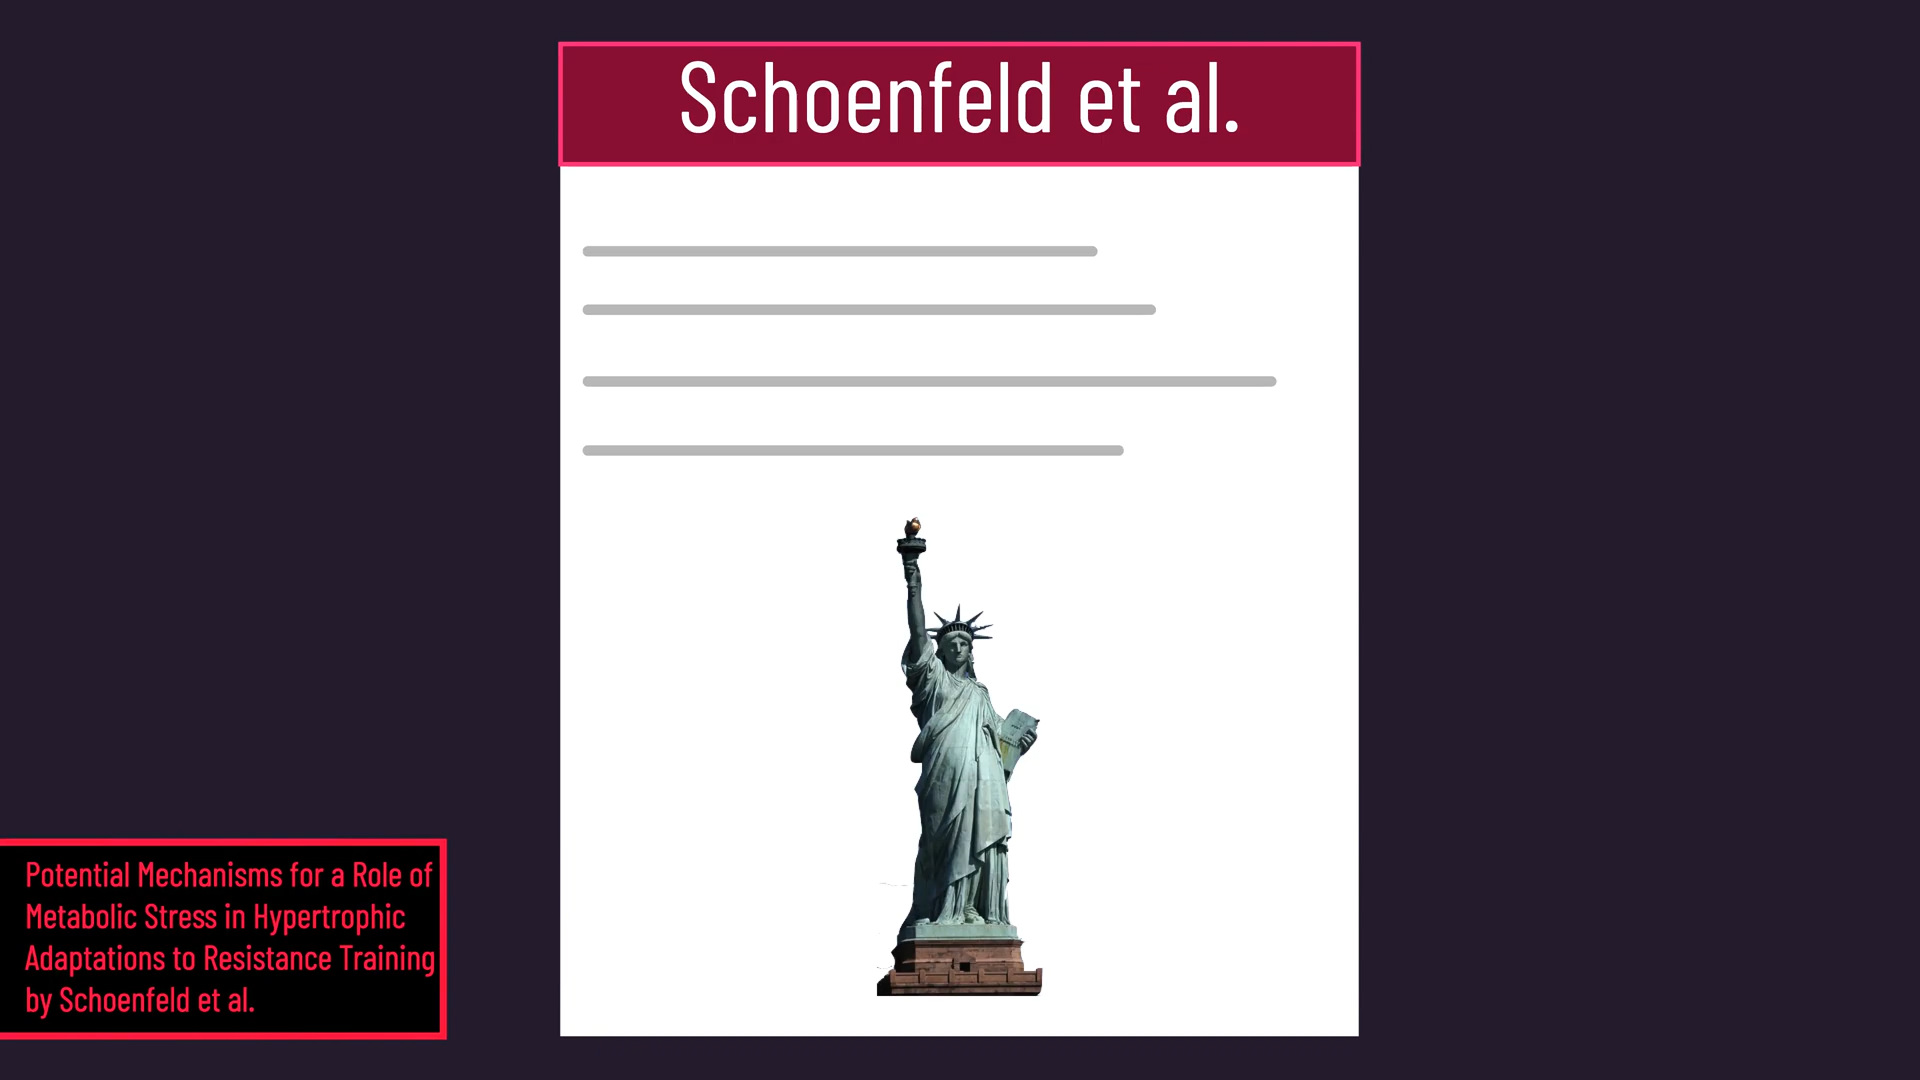 Schoenfeld et al.
Potential Mechanisms for a Role of
Metabolic Stress in Hypertrophic
Adaptations to Resistance Training
by Schoenfeld et al.